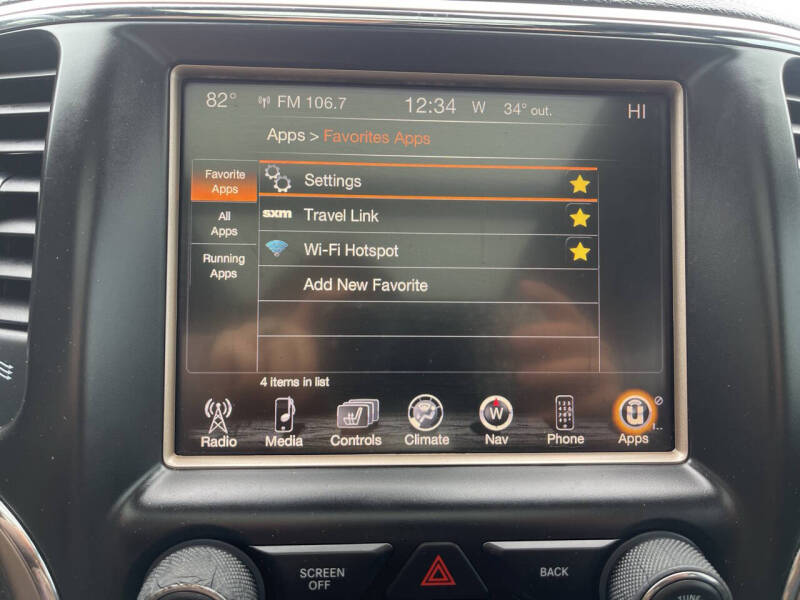 82° FM 106.7 12:34 W 34° out. HI
Apps > Favorites Apps
Favorite
Apps
Settings
All
Apps
sxm Travel Link
Running
Apps
Wi-Fi Hotspot
Add New Favorite
4 items in list
Radio Media Controls Climate W Nav Phone Apps
SCREEN
OFF
BACK